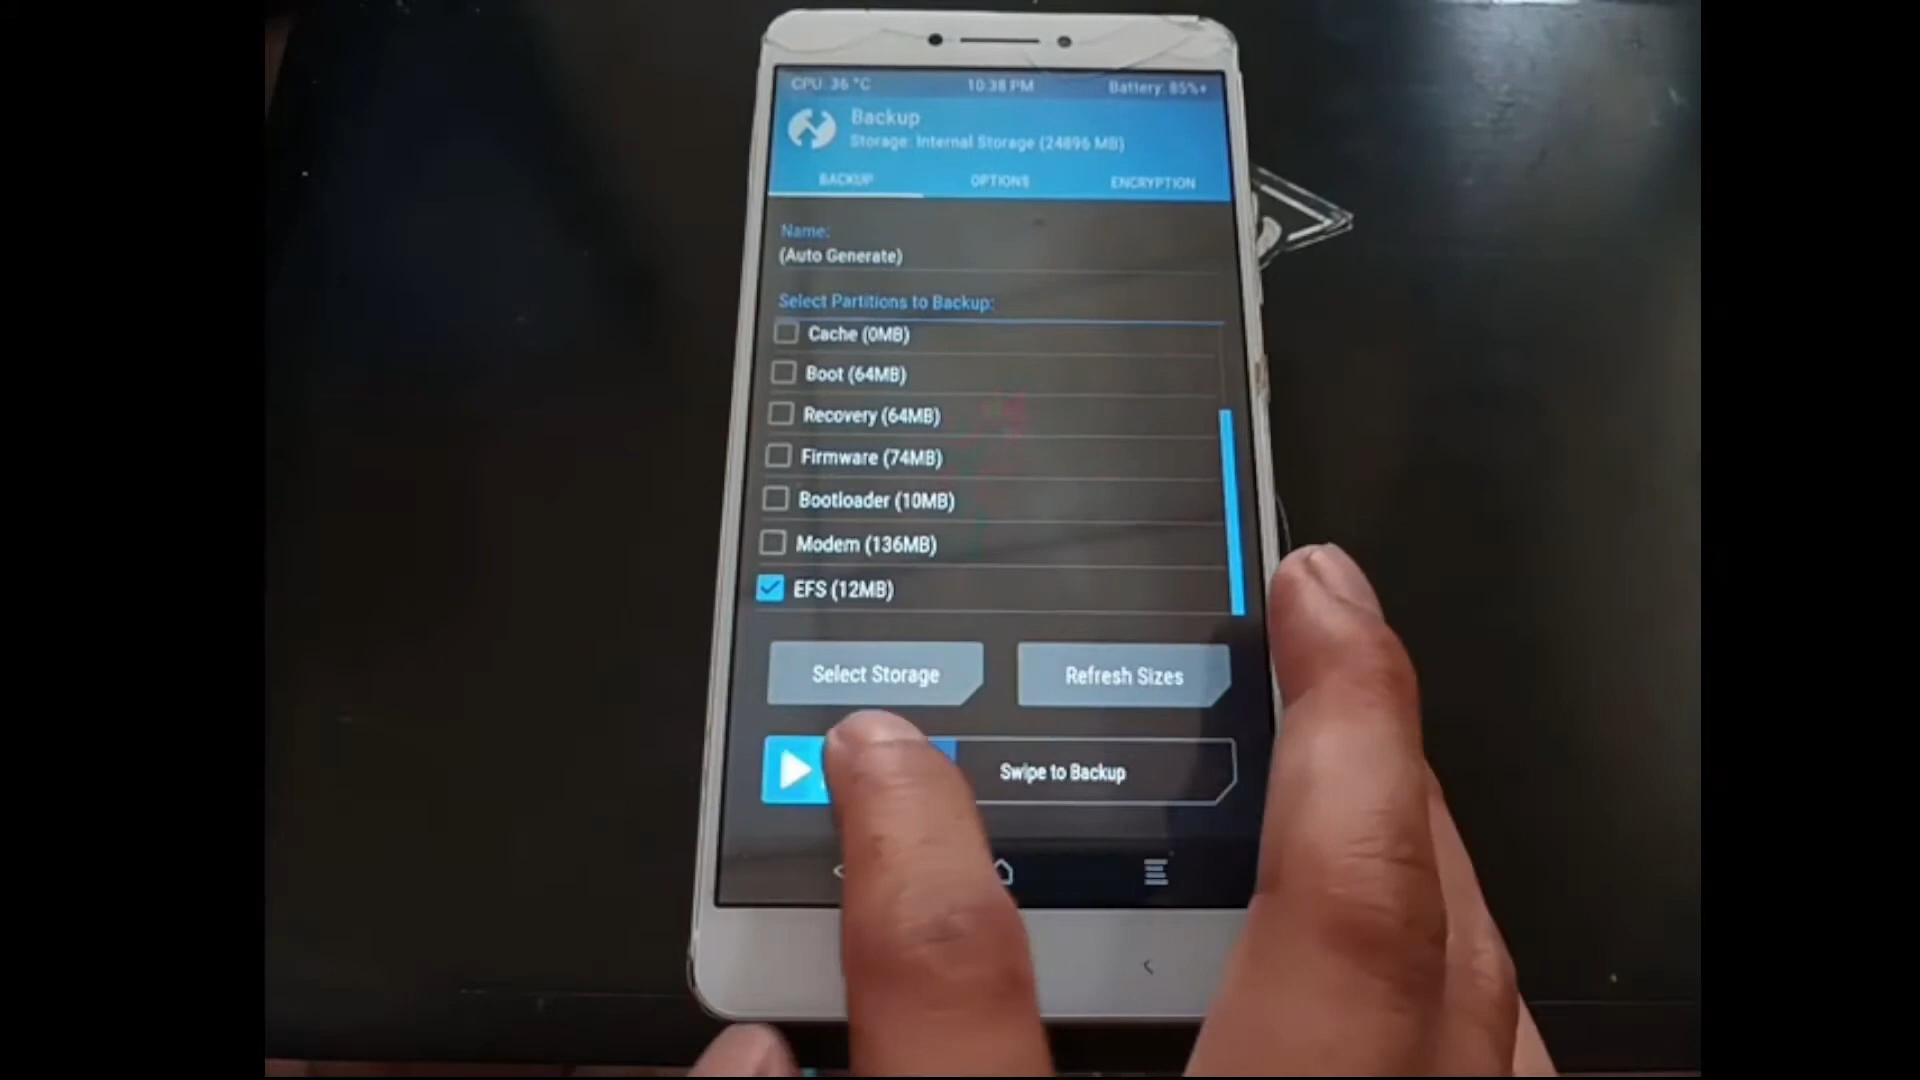 CPU: 36 °C 10:38 PM Battery: 85%+
Backup
Storage: Internal Storage (24896 MB)
BACKUP OPTIONS ENCRYPTION
Name:
(Auto Generate)
Select Partitions to Backup:
Cache (0MB)
Boot (64MB)
Recovery (64MB)
Firmware (74MB)
Bootloader (10MB)
Modem (136MB)
EFS (12MB)
Select Storage Refresh Sizes
Swipe to Backup